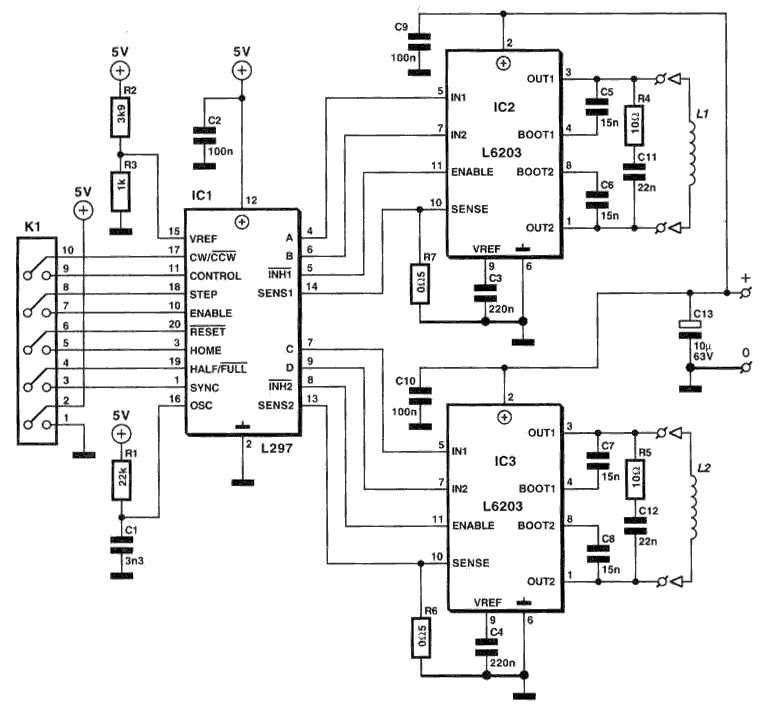 C9
100n
5V
5V
R2
3k9
R3
1k
C2
100n
IC1
12
2
3
OUT1
5
IN1
IC2
C5
15n
R4
10Ω
L1
7
IN2
BOOT1
4
L6203
11
ENABLE
BOOT2
8
C11
22n
C6
15n
10
SENSE
OUT2
1
VREF
9
6
R7
0Ω5
C3
220n
5V
K1
15
VREF
A
4
10
17
CW/CCW
B
6
9
11
CONTROL
INH1
5
8
18
STEP
SENS1
14
7
10
ENABLE
6
20
RESET
5
3
HOME
C
7
4
19
HALF/FULL
D
9
3
1
SYNC
INH2
8
2
16
OSC
SENS2
13
1
2
L297
+
C13
10µ
63V
0
5V
R1
22k
C1
3n3
C10
100n
2
3
OUT1
5
IN1
IC3
C7
15n
R5
10Ω
L2
7
IN2
BOOT1
4
L6203
11
ENABLE
BOOT2
8
C12
22n
C8
15n
10
SENSE
OUT2
1
VREF
9
6
R6
0Ω5
C4
220n